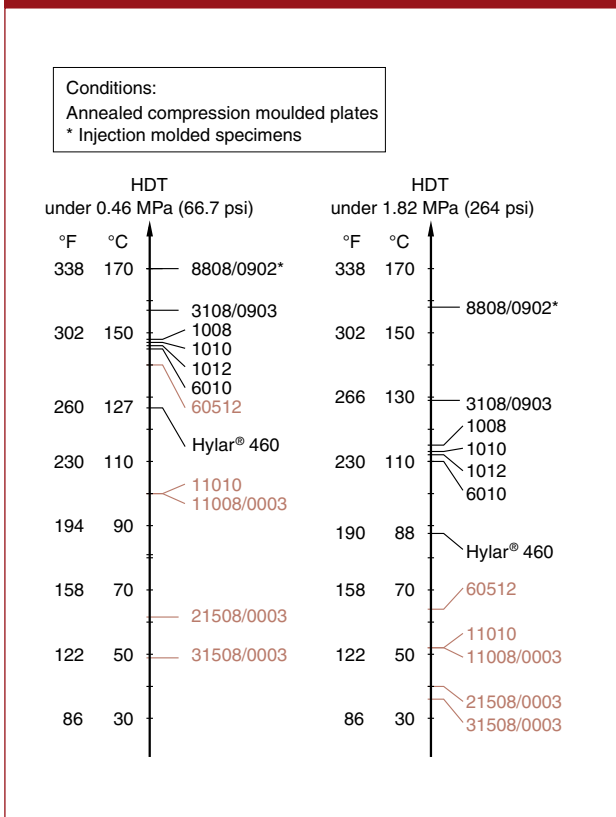 Conditions:
Annealed compression moulded plates
* Injection molded specimens
HDT
under 0.46 MPa (66.7 psi)
°F °C
338 170 8808/0902*
3108/0903
302 150 1008
1010
1012
6010
60512
260 127
Hylar® 460
230 110
11010
11008/0003
194 90
158 70
21508/0003
122 50 31508/0003
86 30
HDT
under 1.82 MPa (264 psi)
°F °C
338 170
8808/0902*
302 150
266 130
3108/0903
1008
1010
230 110
1012
6010
190 88
Hylar® 460
158 70 60512
11010
122 50 11008/0003
21508/0003
86 30
31508/0003